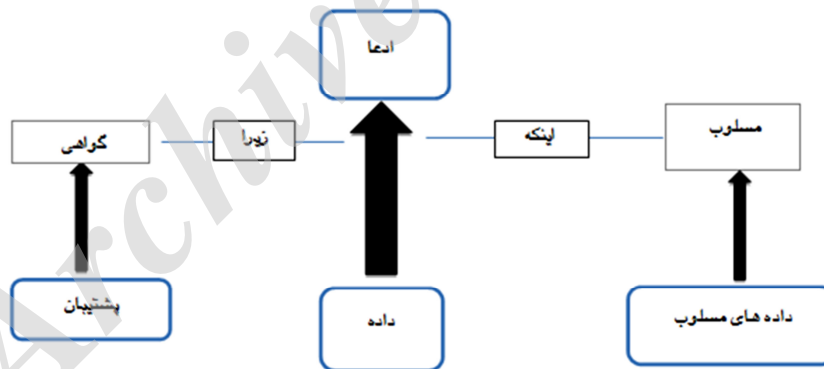 ادعا
مسلوب
اینکه
زیرا
گواهی
داده های مسلوب
داده
پشتیبان
Archive